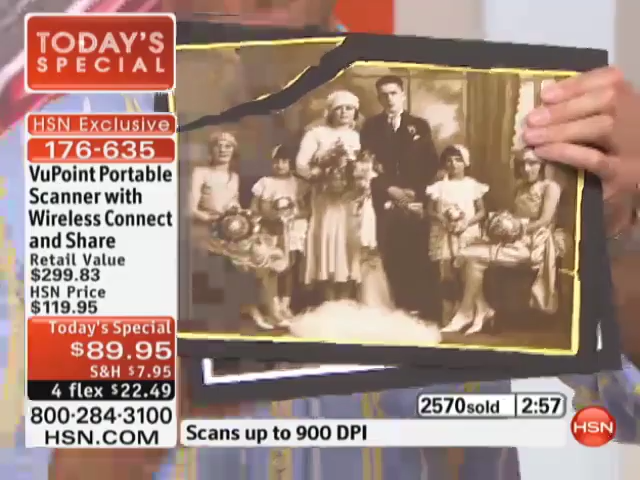 TODAY'S
SPECIAL
HSN Exclusive
176-635
VuPoint Portable
Scanner with
Wireless Connect
and Share
Retail Value
$299.83
HSN Price
$119.95
Today's Special
$89.95
S&H $7.95
4 flex $22.49
800-284-3100
HSN.COM
2570sold 2:57
Scans up to 900 DPI
HSN